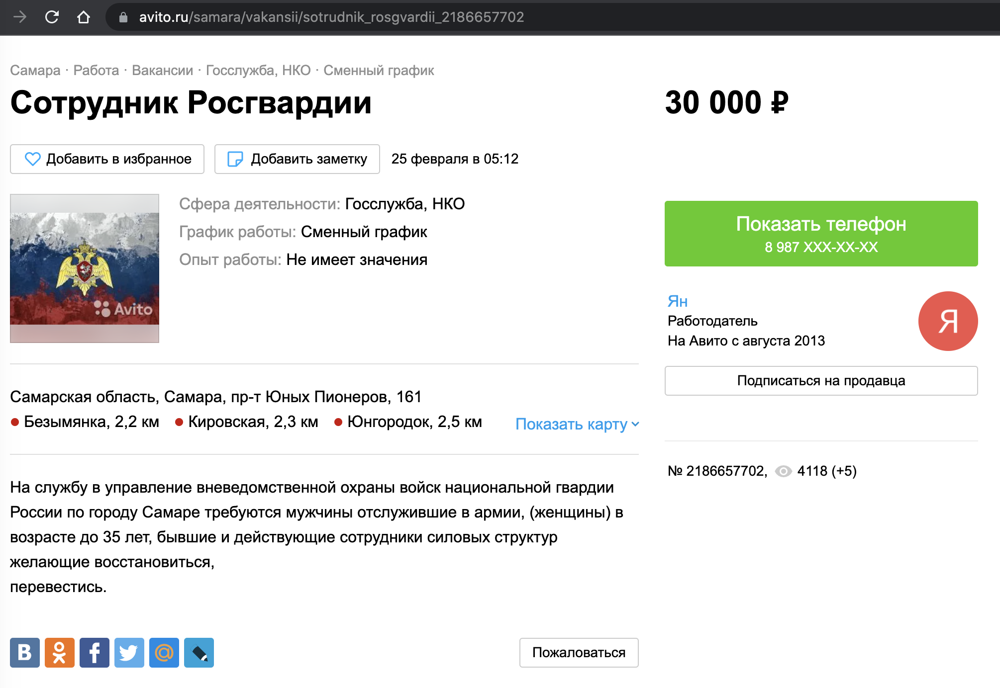 avito.ru/samara/vakansii/sotrudnik_rosgvardii_2186657702
Самара · Работа · Вакансии · Госслужба, НКО · Сменный график
Сотрудник Росгвардии
30 000 ₽
Добавить в избранное
Добавить заметку
25 февраля в 05:12
Сфера деятельности: Госслужба, НКО
График работы: Сменный график
Опыт работы: Не имеет значения
Avito
Показать телефон
8 987 XXX-XX-XX
Ян
Работодатель
На Авито с августа 2013
Я
Подписаться на продавца
Самарская область, Самара, пр-т Юных Пионеров, 161
Безымянка, 2,2 км Кировская, 2,3 км Юнгородок, 2,5 км
Показать карту
№ 2186657702, 4118 (+5)
На службу в управление вневедомственной охраны войск национальной гвардии
России по городу Самаре требуются мужчины отслужившие в армии, (женщины) в
возрасте до 35 лет, бывшие и действующие сотрудники силовых структур
желающие восстановиться,
перевестись.
Пожаловаться